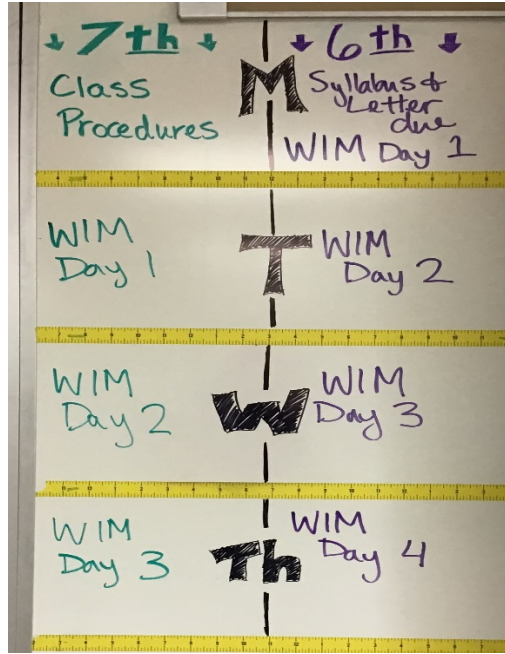 ↓ 7th ↓
↓ 6th ↓
Class
Procedures
M
Syllabus &
Letter
due
WIM Day 1
WIM
Day 1
T
WIM
Day 2
WIM
Day 2
W
WIM
Day 3
WIM
Day 3
Th
WIM
Day 4